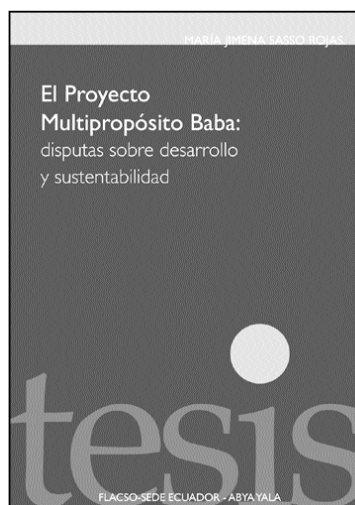 MARÍA JIMENA SASSO ROJAS
El Proyecto
Multipropósito Baba:
disputas sobre desarrollo
y sustentabilidad
tesis
FLACSO-SEDE ECUADOR - ABYA YALA